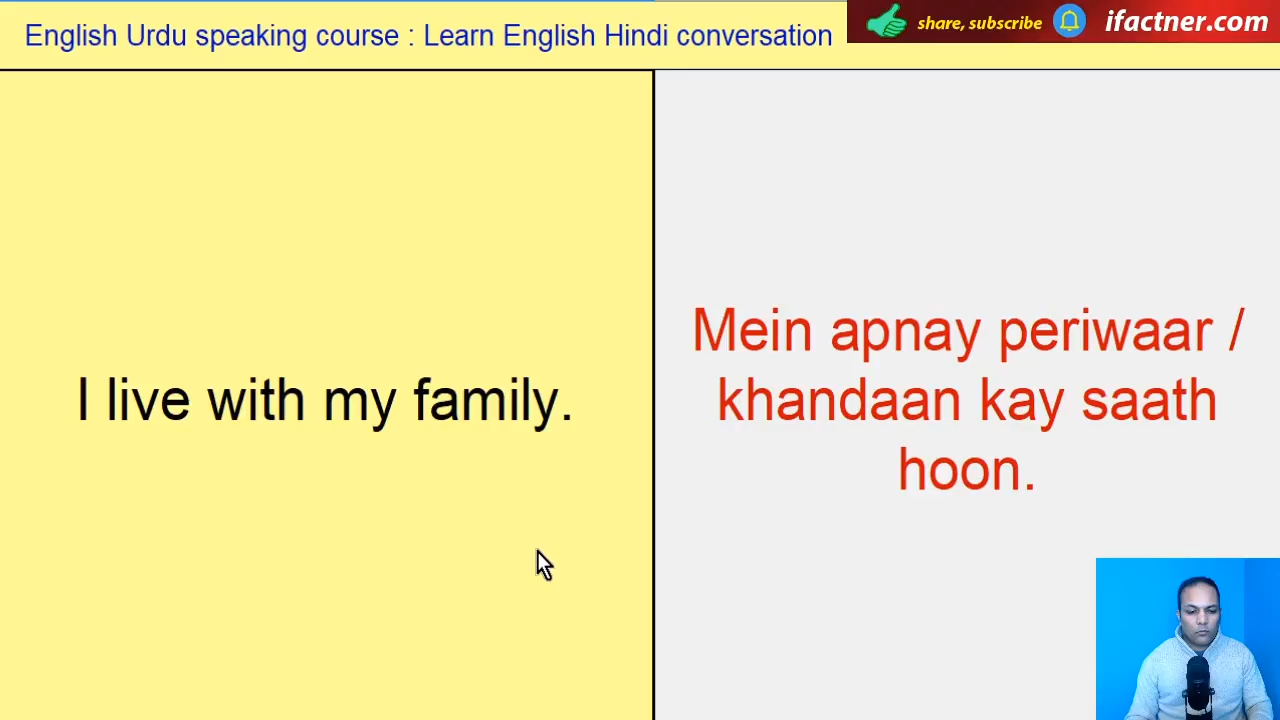 English Urdu speaking course : Learn English Hindi conversation
share, subscribe
ifactner.com
I live with my family.
Mein apnay periwaar /
khandaan kay saath
hoon.